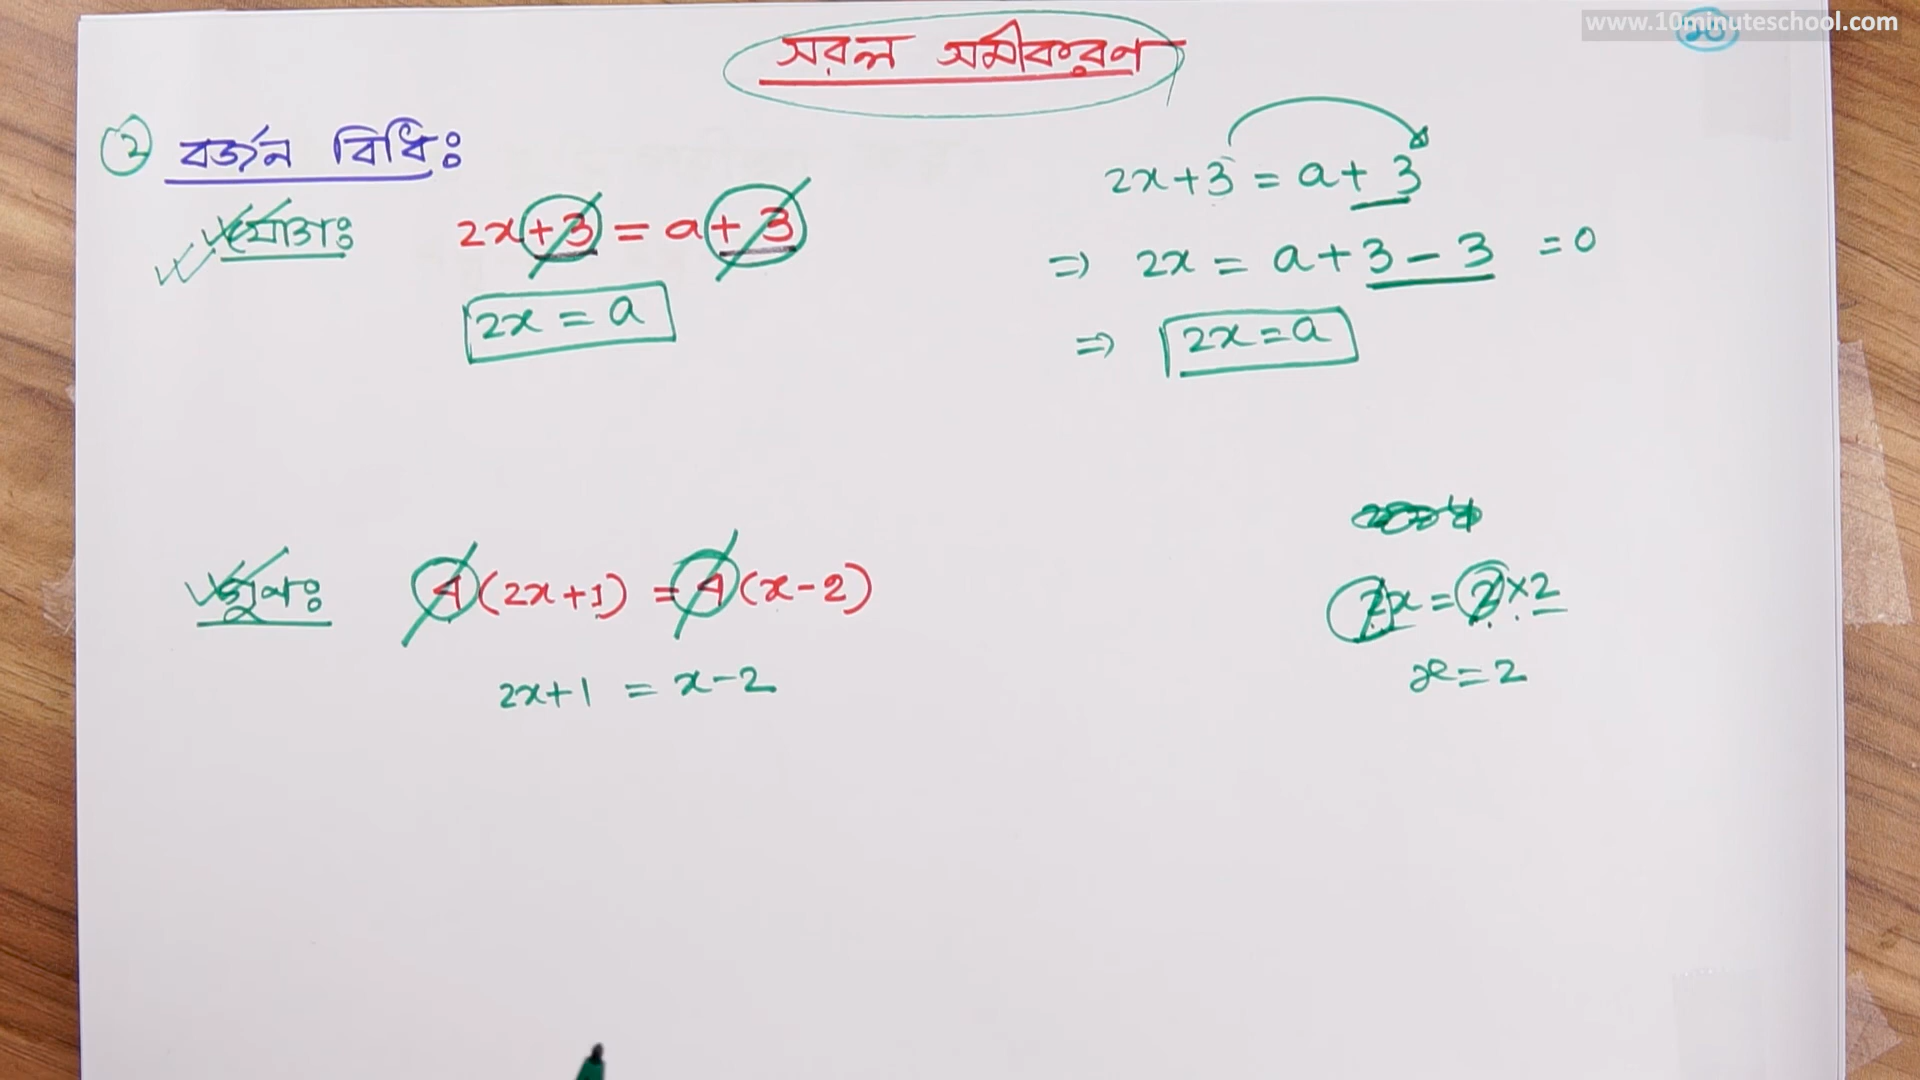 www.10minuteschool.com
সরল সমীকরণ
২ বর্জন বিধিঃ
যোগঃ 2x+3 = a+3
2x = a
2x+3 = a+3
⇒ 2x = a+3-3 =0
⇒ 2x=a
গুণঃ 4(2x+1) = 4(x-2)
2x+1 = x-2
2x = 2×2
x=2